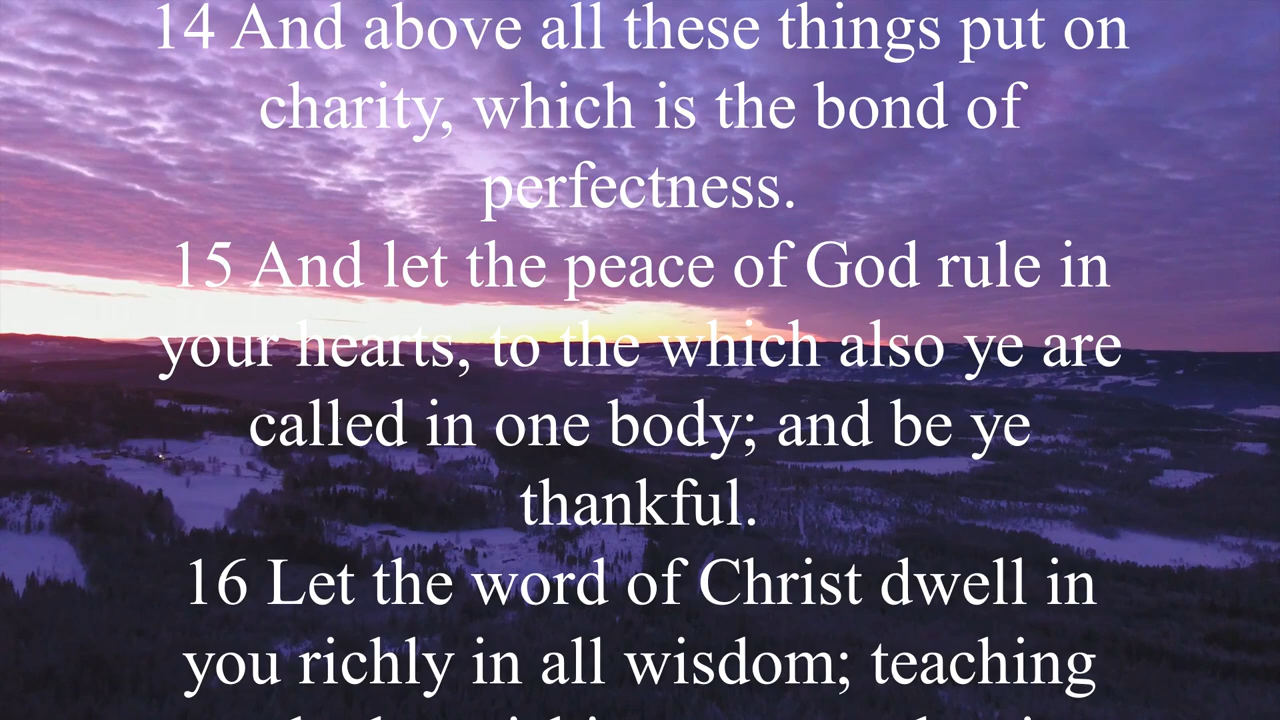 14 And above all these things put on
charity, which is the bond of
perfectness.
15 And let the peace of God rule in
your hearts, to the which also ye are
called in one body; and be ye
thankful.
16 Let the word of Christ dwell in
you richly in all wisdom; teaching